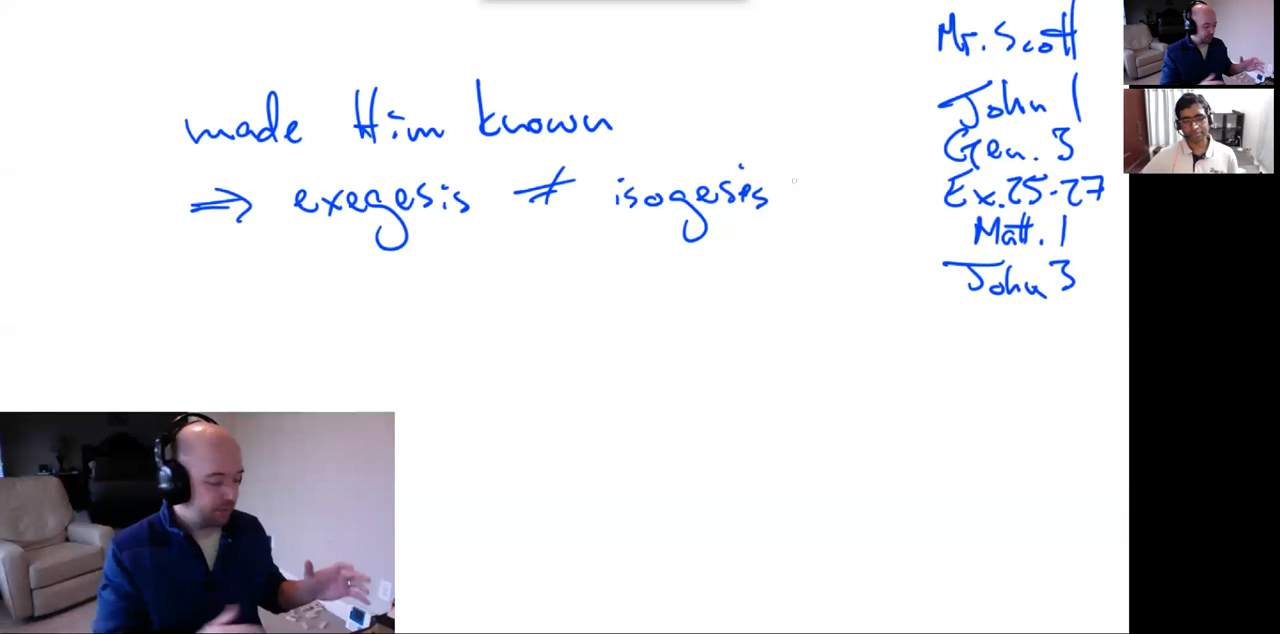 made Him known
⇒ exegesis ≠ isogesis
Mr. Scott
John 1
Gen. 3
Ex. 25-27
Matt. 1
John 3